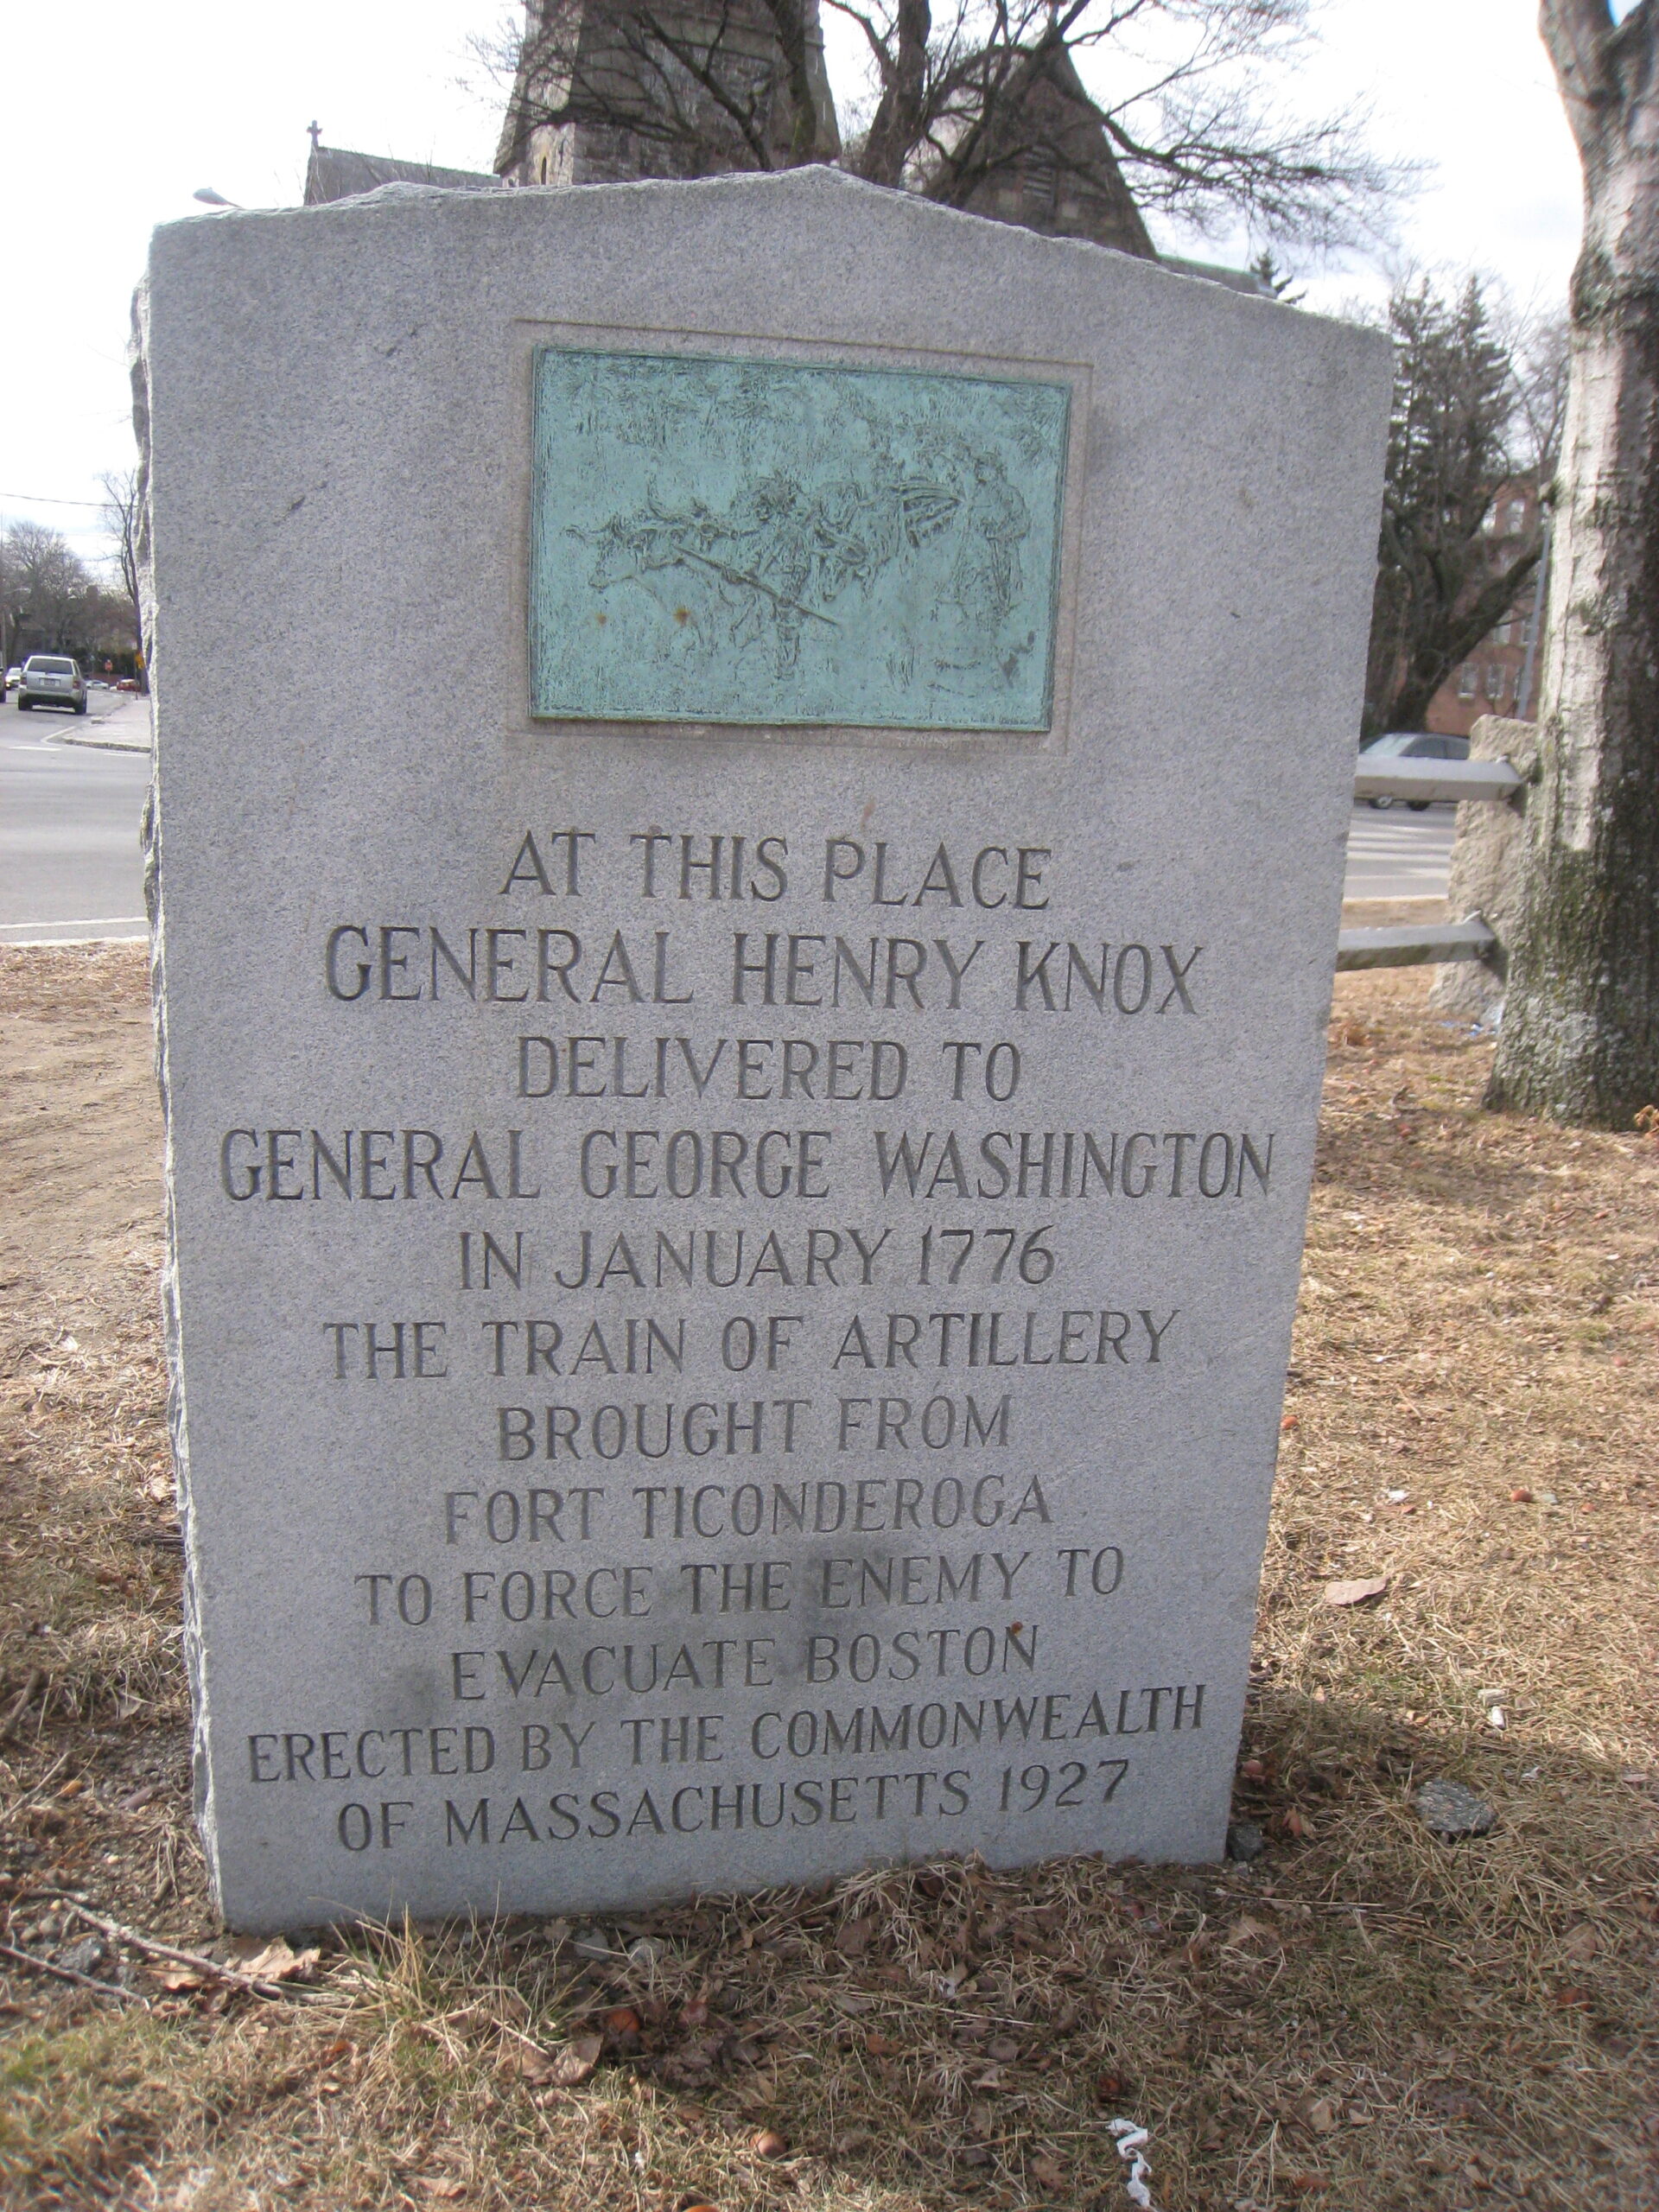 AT THIS PLACE
GENERAL HENRY KNOX
DELIVERED TO
GENERAL GEORGE WASHINGTON
IN JANUARY 1776
THE TRAIN OF ARTILLERY
BROUGHT FROM
FORT TICONDEROGA
TO FORCE THE ENEMY TO
EVACUATE BOSTON
ERECTED BY THE COMMONWEALTH
OF MASSACHUSETTS 1927